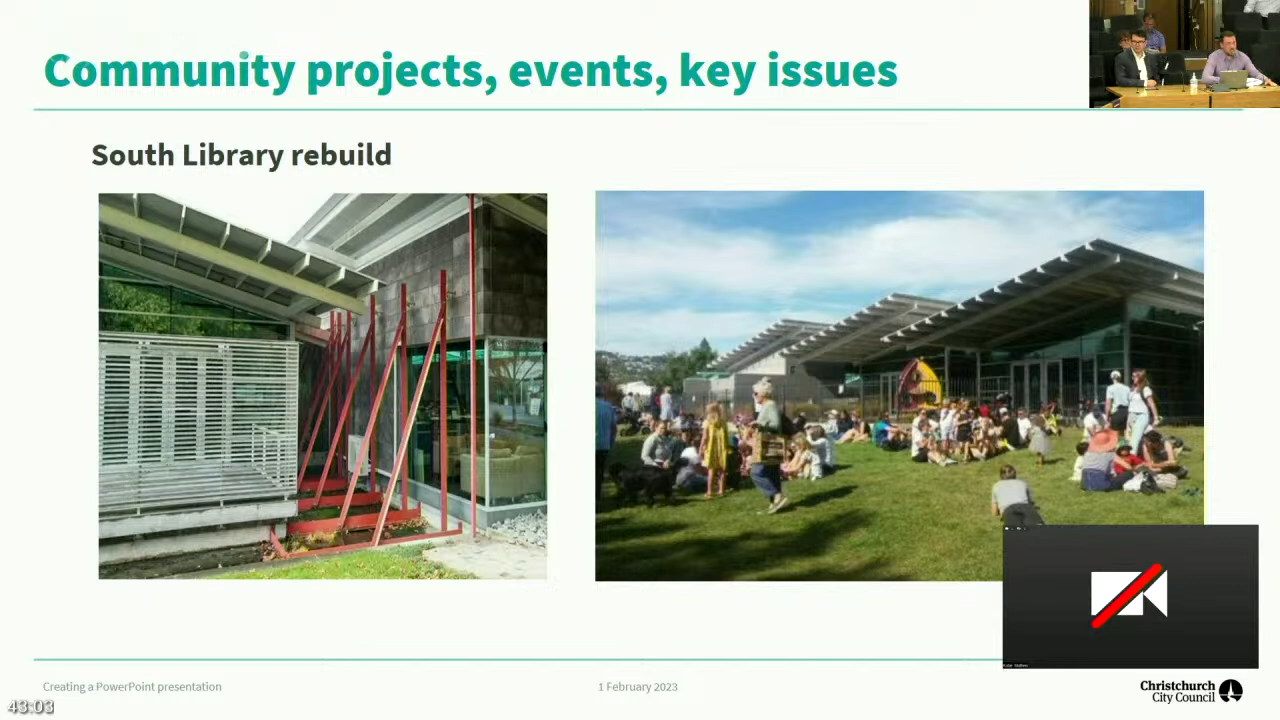 Community projects, events, key issues
South Library rebuild
Creating a PowerPoint presentation
1 February 2023
Christchurch
City Council
43:03